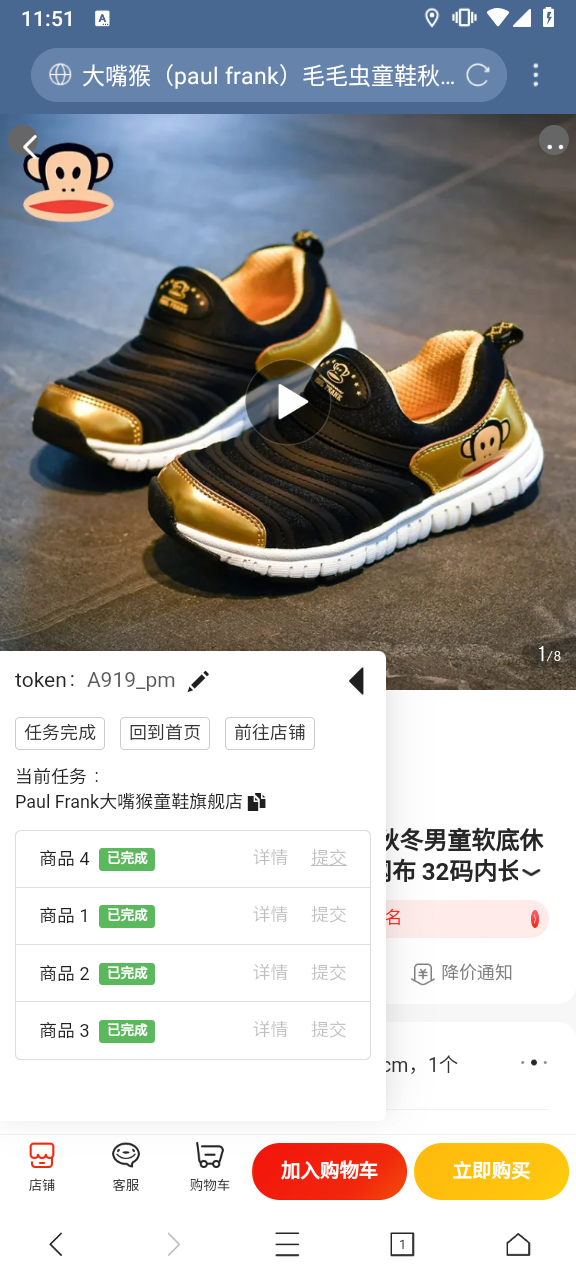 11:51
A
大嘴猴（paul frank）毛毛虫童鞋秋...
PAUL FRANK
1/8
token： A919_pm
任务完成 回到首页 前往店铺
当前任务：
Paul Frank大嘴猴童鞋旗舰店
商品 4 已完成 详情 提交
商品 1 已完成 详情 提交
商品 2 已完成 详情 提交
商品 3 已完成 详情 提交
秋冬男童软底休
网布 32码内长
名
降价通知
cm，1个
店铺 客服 购物车 加入购物车 立即购买
1